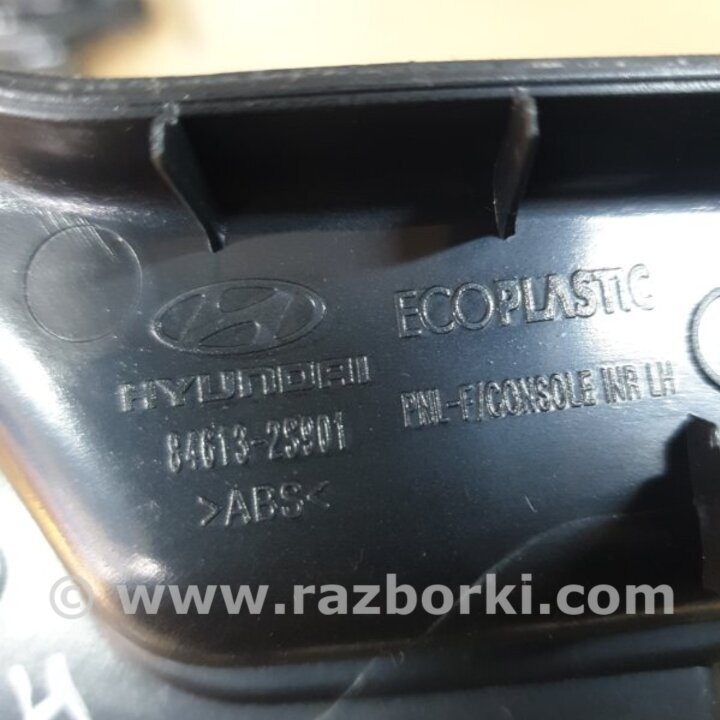 ECOPLASTIC
HYUNDAI
PNL-F/CONSOLE INR LH
84613-2S901
>ABS<
© www.razborki.com
H